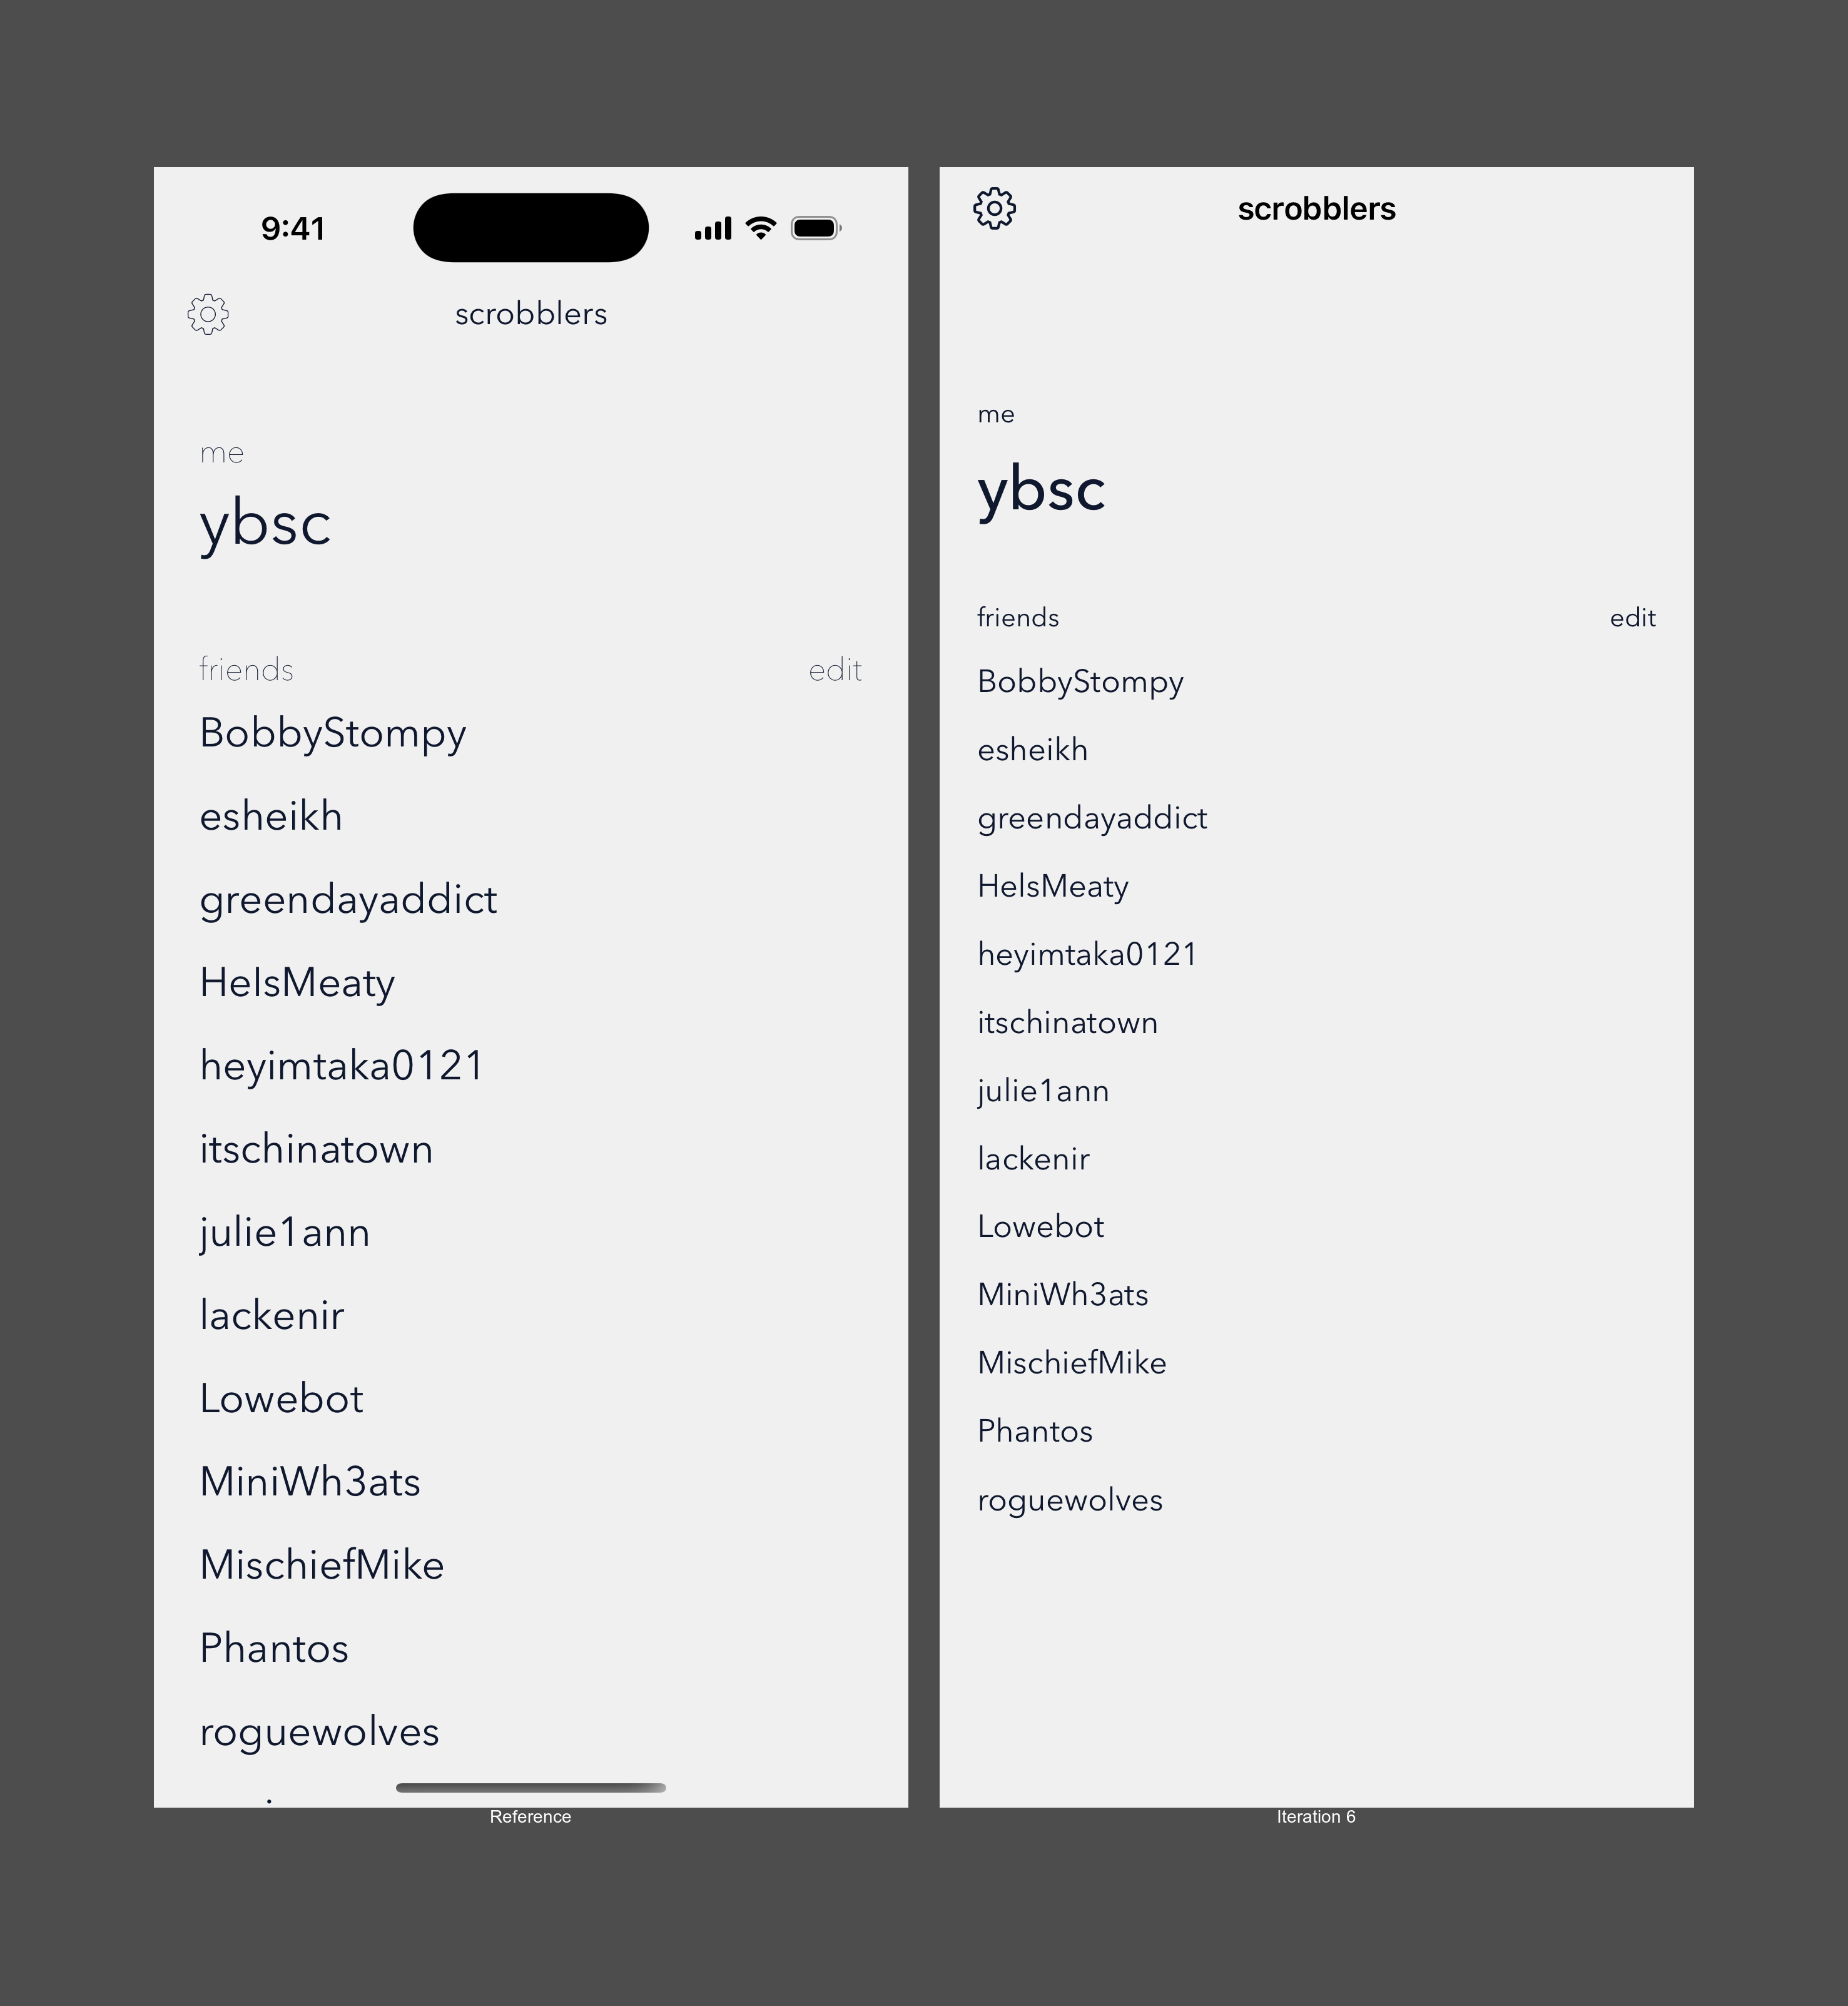 9:41
scrobblers
me
ybsc
friends
edit
BobbyStompy
esheikh
greendayaddict
HeIsMeaty
heyimtaka0121
itschinatown
julie1ann
lackenir
Lowebot
MiniWh3ats
MischiefMike
Phantos
roguewolves
Reference
scrobblers
me
ybsc
friends
edit
BobbyStompy
esheikh
greendayaddict
HeIsMeaty
heyimtaka0121
itschinatown
julie1ann
lackenir
Lowebot
MiniWh3ats
MischiefMike
Phantos
roguewolves
Iteration 6